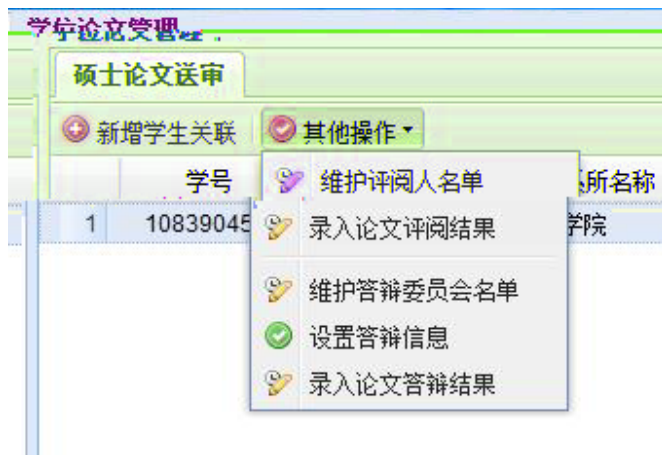 学位论文管理
硕士论文送审
新增学生关联 其他操作
学号 所名称
1 10839045 学院
维护评阅人名单
录入论文评阅结果
维护答辩委员会名单
设置答辩信息
录入论文答辩结果